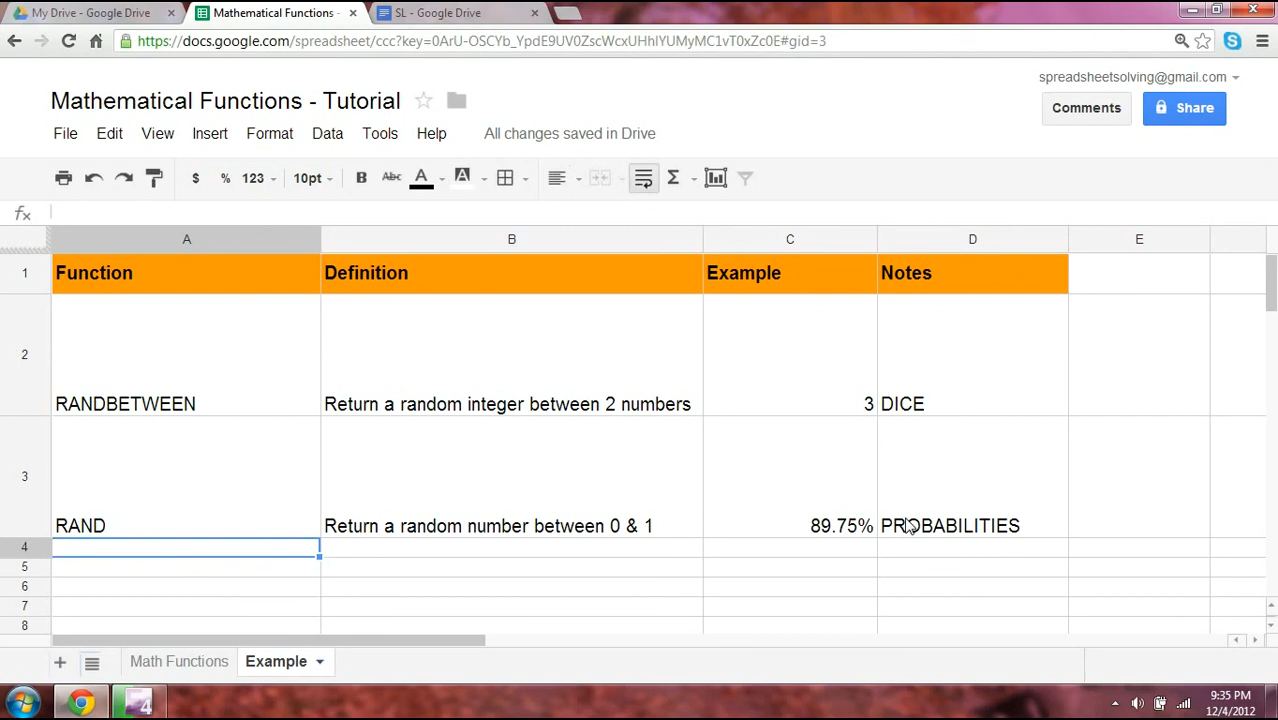 My Drive - Google Drive
Mathematical Functions -
SL - Google Drive
https://docs.google.com/spreadsheet/ccc?key=0ArU-OSCYb_YpdE9UV0ZscWcxUHhlYUMyMC1vT0xZc0E#gid=3
spreadsheetsolving@gmail.com
Mathematical Functions - Tutorial
Comments
Share
File Edit View Insert Format Data Tools Help All changes saved in Drive
$ % 123 10pt B Abc A A Σ
fx
A B C D E
1 Function Definition Example Notes
2 RANDBETWEEN Return a random integer between 2 numbers 3 DICE
3 RAND Return a random number between 0 & 1 89.75% PROBABILITIES
4
5
6
7
8
Math Functions Example
4
9:35 PM
12/4/2012